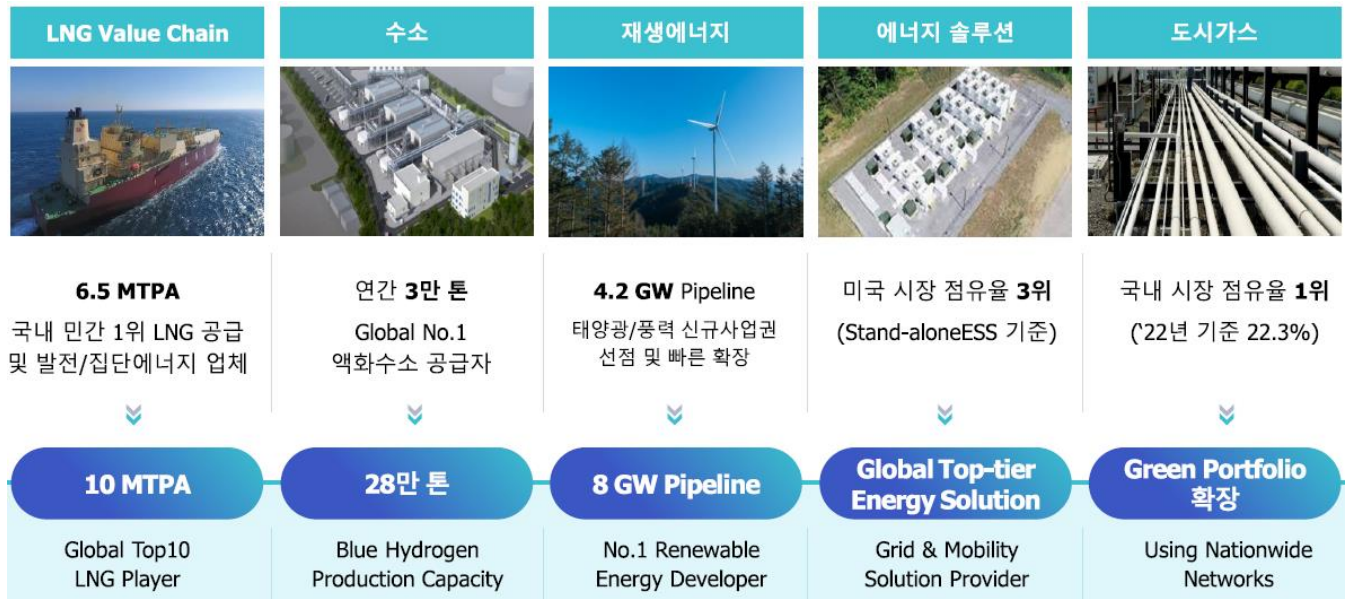 LNG Value Chain
수소
재생에너지
에너지 솔루션
도시가스
6.5 MTPA
국내 민간 1위 LNG 공급
및 발전/집단에너지 업체
연간 3만 톤
Global No.1
액화수소 공급자
4.2 GW Pipeline
태양광/풍력 신규사업권
선점 및 빠른 확장
미국 시장 점유율 3위
(Stand-aloneESS 기준)
국내 시장 점유율 1위
(‘22년 기준 22.3%)
10 MTPA
28만 톤
8 GW Pipeline
Global Top-tier
Energy Solution
Green Portfolio
확장
Global Top10
LNG Player
Blue Hydrogen
Production Capacity
No.1 Renewable
Energy Developer
Grid & Mobility
Solution Provider
Using Nationwide
Networks